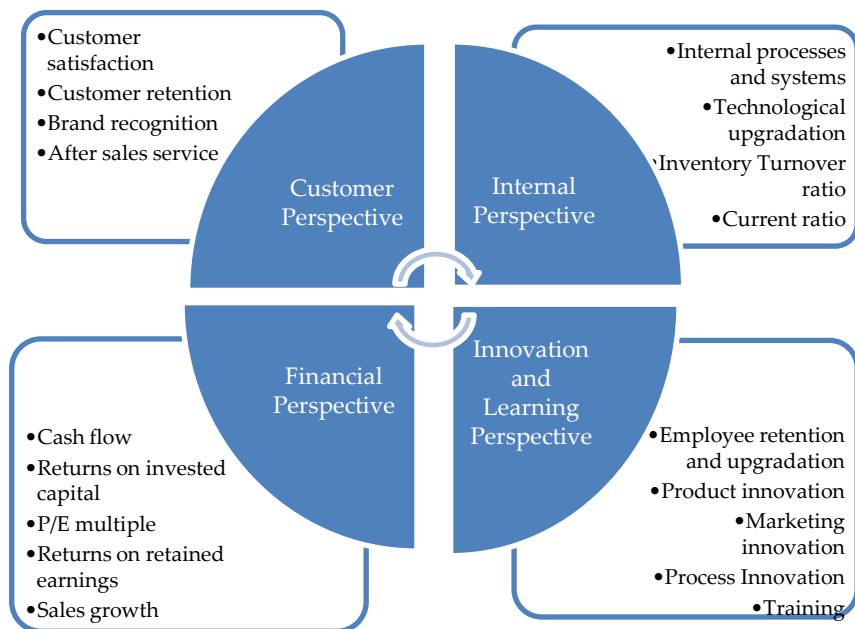 •Customer
satisfaction
•Customer retention
•Brand recognition
•After sales service
Customer
Perspective
Internal
Perspective
•Internal processes
and systems
•Technological
upgradation
•Inventory Turnover
ratio
•Current ratio
Financial
Perspective
Innovation
and
Learning
Perspective
•Cash flow
•Returns on invested
capital
•P/E multiple
•Returns on retained
earnings
•Sales growth
•Employee retention
and upgradation
•Product innovation
•Marketing
innovation
•Process Innovation
•Training